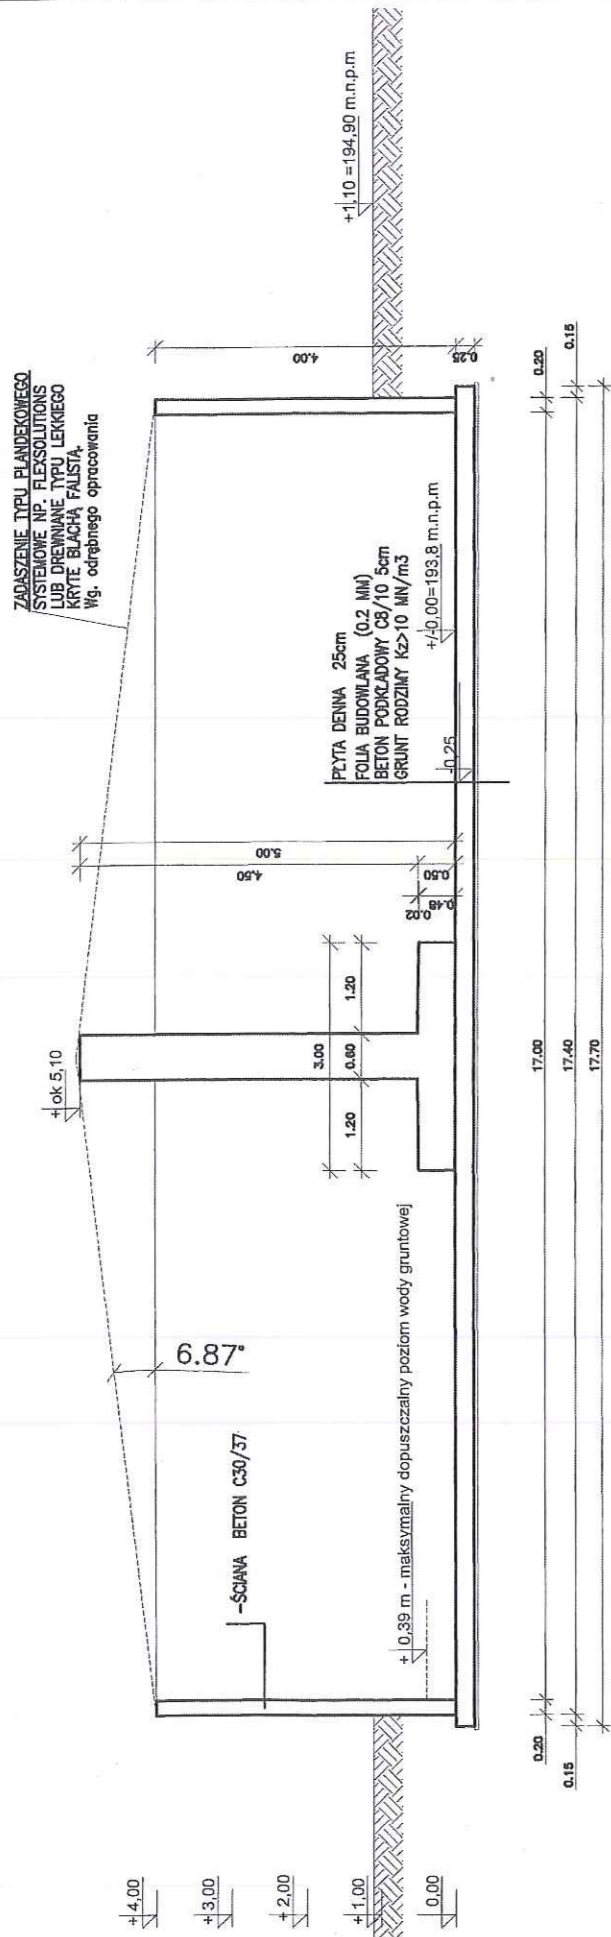 ZADASZENIE TYPU PLANDEKOWEGO
SYSTEMOWE NP. FLEXSOLUTIONS
LUB DREWNIANE TYPU LEKKIEGO
KRYTE BLACHĄ FALISTĄ.
Wg. odrębnego opracowania
+ ok 5,10
6.87°
-ŚCIANA BETON C30/37
+ 0,39 m - maksymalny dopuszczalny poziom wody gruntowej
+ 4,00
+ 3,00
+ 2,00
+ 1,00
0,00
1.20
0.60
1.20
3.00
4.50
5.00
0.50
0.02
0.48
PŁYTA DENNA 25cm
FOLIA BUDOWLANA (0.2 MM)
BETON PODKŁADOWY C8/10 5cm
GRUNT RODZIMY Kz>10 MN/m3
-0,25
+/-0,00=193,8 m.n.p.m
4.00
0.25
+1,10 =194,90 m.n.p.m
0.20
17.00
0.20
0.15
17.40
0.15
17.70